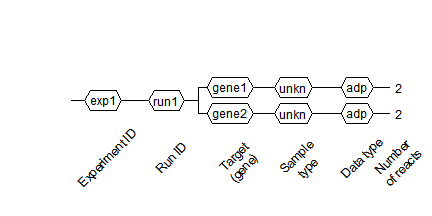 gene1 unkn adp 2
exp1 run1
gene2 unkn adp 2
Experiment ID
Run ID
Target
(gene)
Sample
type
Data type
Number
of reacts